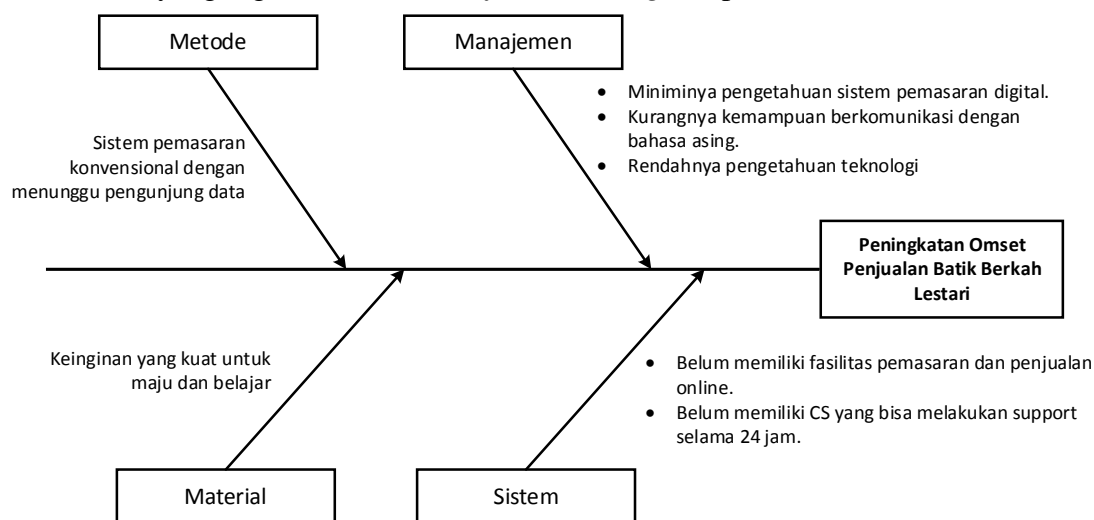 Metode
Manajemen
• Miniminya pengetahuan sistem pemasaran digital.
• Kurangnya kemampuan berkomunikasi dengan
bahasa asing.
• Rendahnya pengetahuan teknologi
Sistem pemasaran
konvensional dengan
menunggu pengunjung data
Peningkatan Omset
Penjualan Batik Berkah
Lestari
Keinginan yang kuat untuk
maju dan belajar
• Belum memiliki fasilitas pemasaran dan penjualan
online.
• Belum memiliki CS yang bisa melakukan support
selama 24 jam.
Material
Sistem